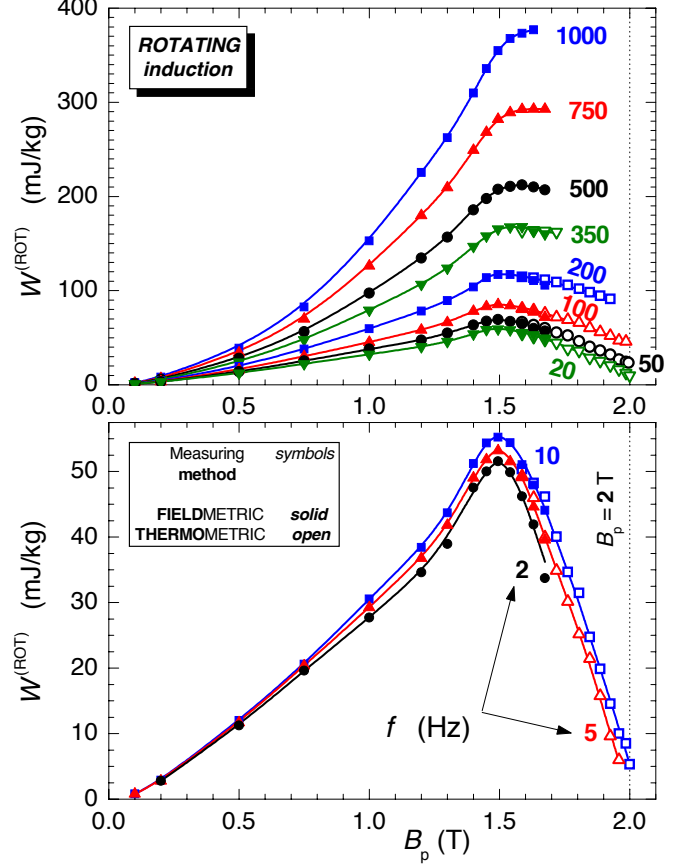 400
300
200
100
0
W(ROT) (mJ/kg)
ROTATING
induction
1000
750
500
350
200
100
50
20
0.0 0.5 1.0 1.5 2.0
50
40
30
20
10
0
W(ROT) (mJ/kg)
Measuring symbols
method
FIELDMETRIC solid
THERMOMETRIC open
10
Bp = 2 T
2
f (Hz)
5
0.0 0.5 1.0 1.5 2.0
Bp (T)